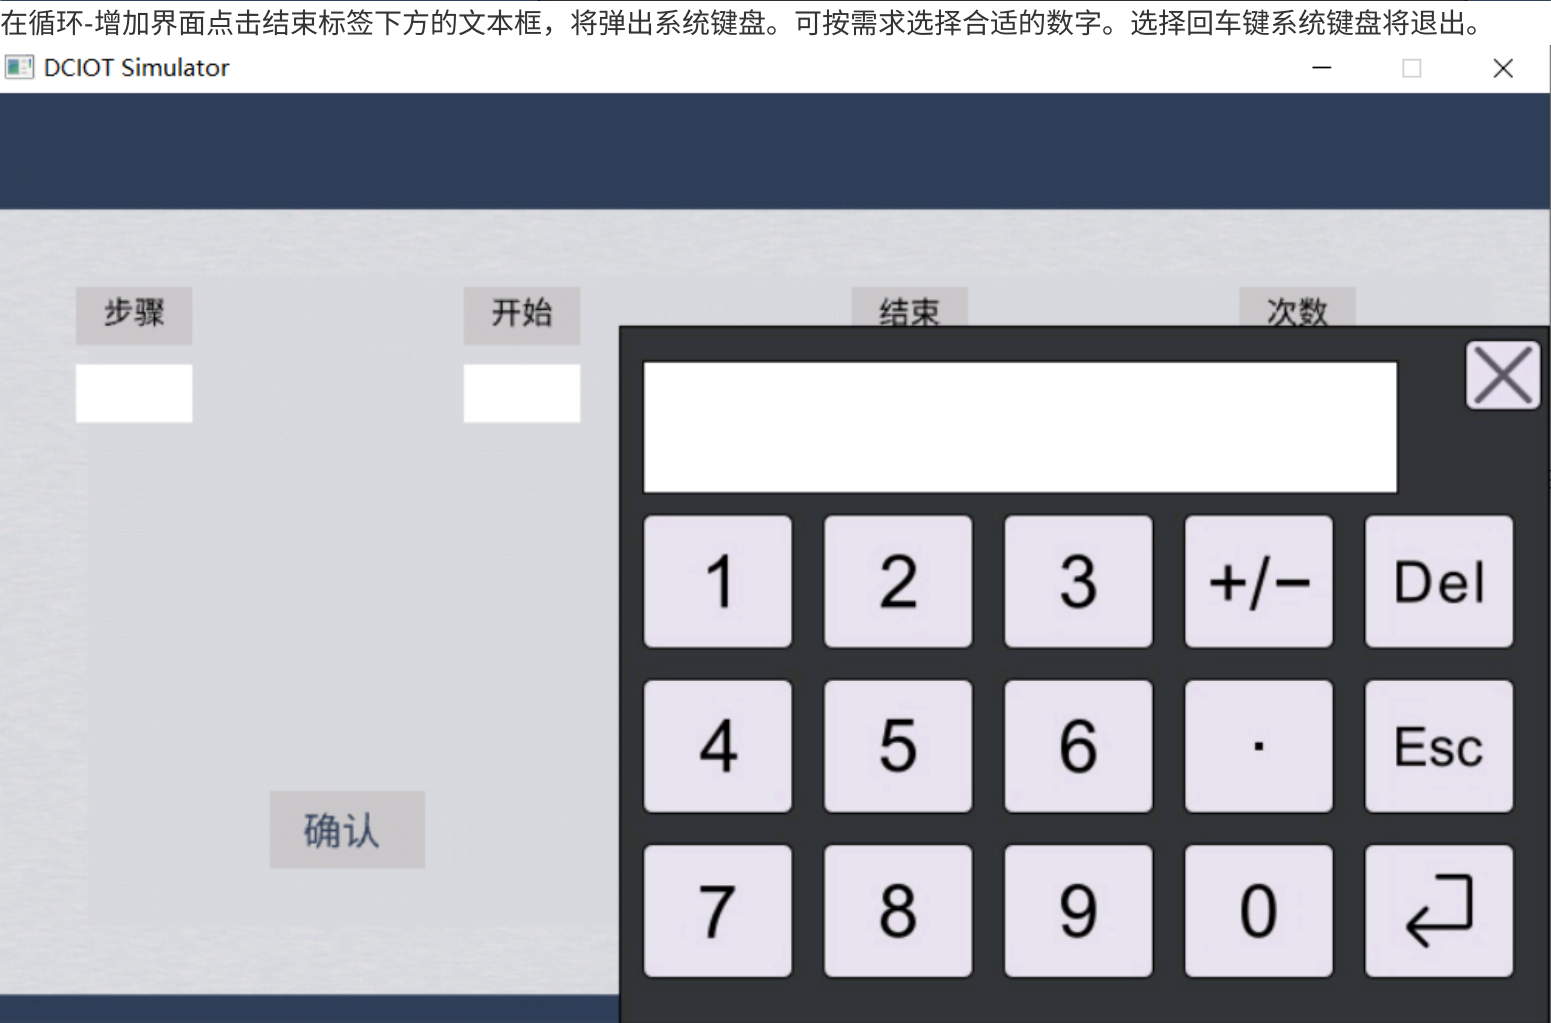 在循环-增加界面点击结束标签下方的文本框，将弹出系统键盘。可按需求选择合适的数字。选择回车键系统键盘将退出。
DCIOT Simulator
步骤 开始 结束 次数
1 2 3 +/− Del
4 5 6 · Esc
确认
7 8 9 0